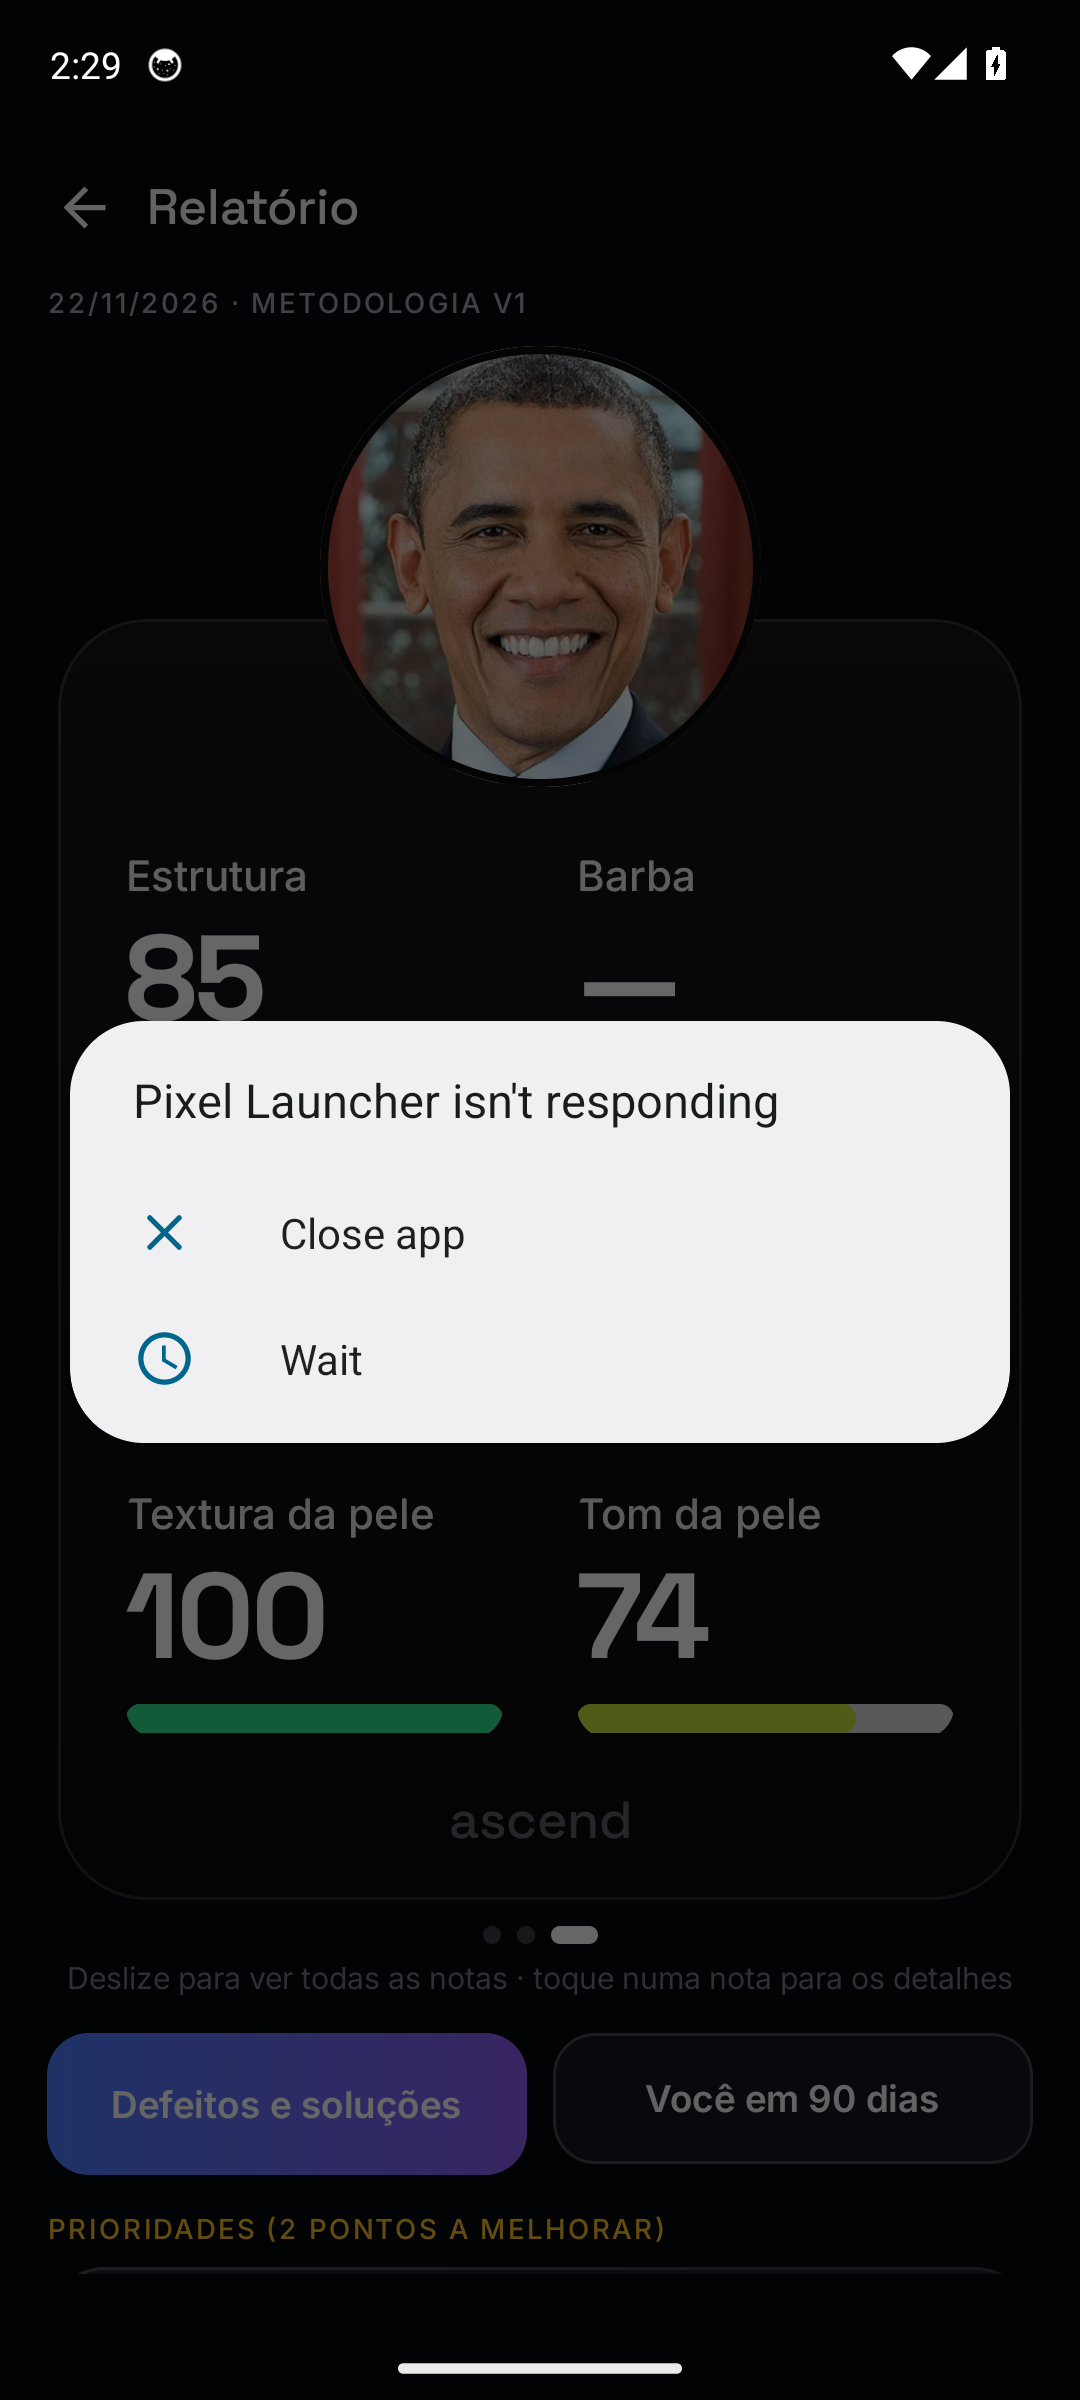 2:29
Relatório
22/11/2026 · METODOLOGIA V1
Estrutura
Barba
85
—
Pixel Launcher isn't responding
Close app
Wait
Textura da pele
Tom da pele
100
74
ascend
Deslize para ver todas as notas · toque numa nota para os detalhes
Defeitos e soluções
Você em 90 dias
PRIORIDADES (2 PONTOS A MELHORAR)